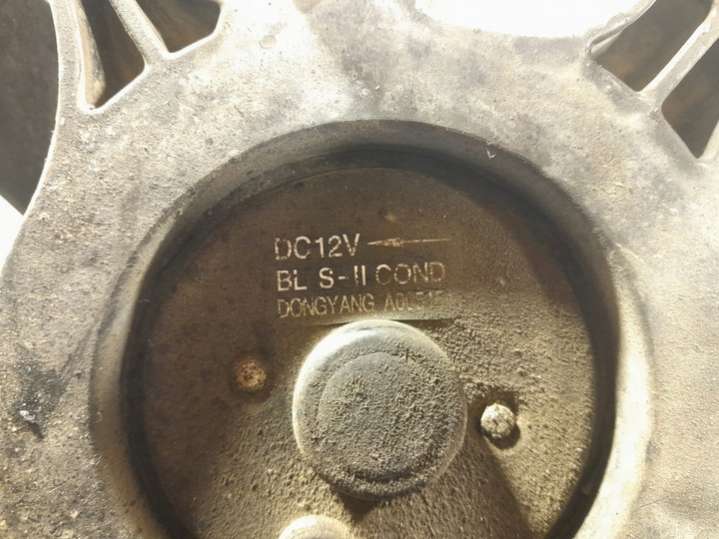 DC12V
BL S-II COND
DONGYANG